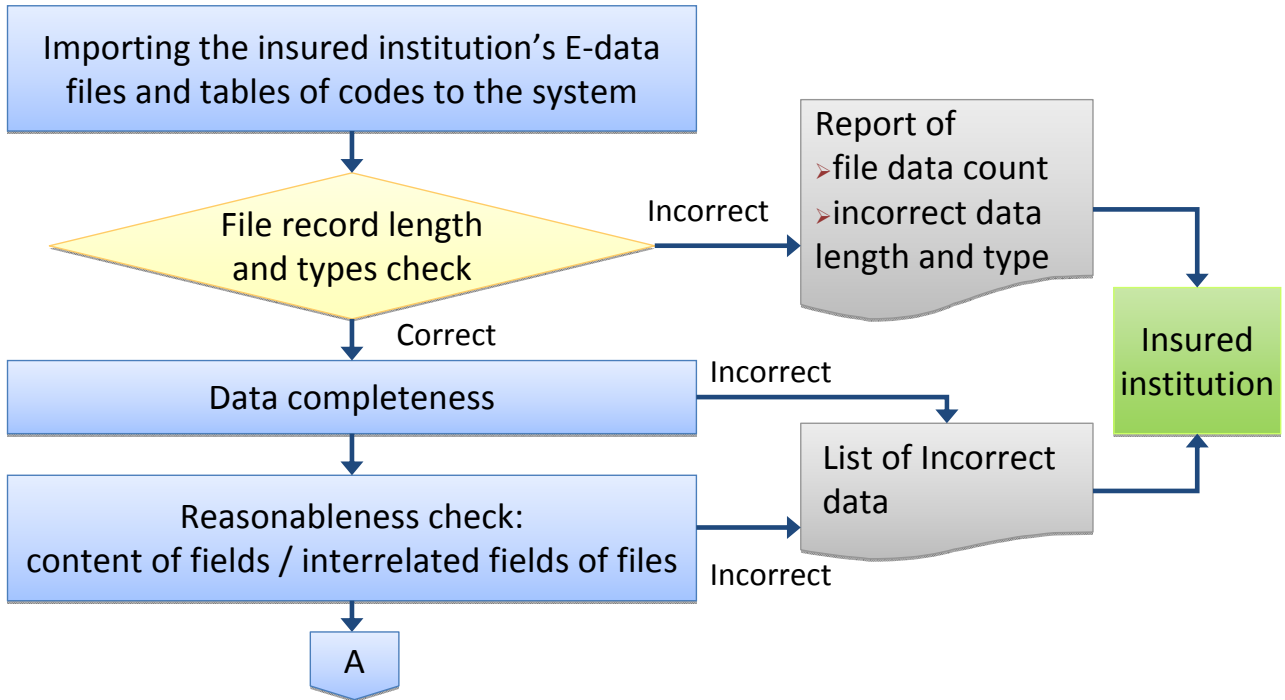 Importing the insured institution’s E-data
files and tables of codes to the system
File record length
and types check
Incorrect
Report of
➢file data count
➢incorrect data
length and type
Correct
Data completeness
Incorrect
List of Incorrect
data
Insured
institution
Reasonableness check:
content of fields / interrelated fields of files
Incorrect
A